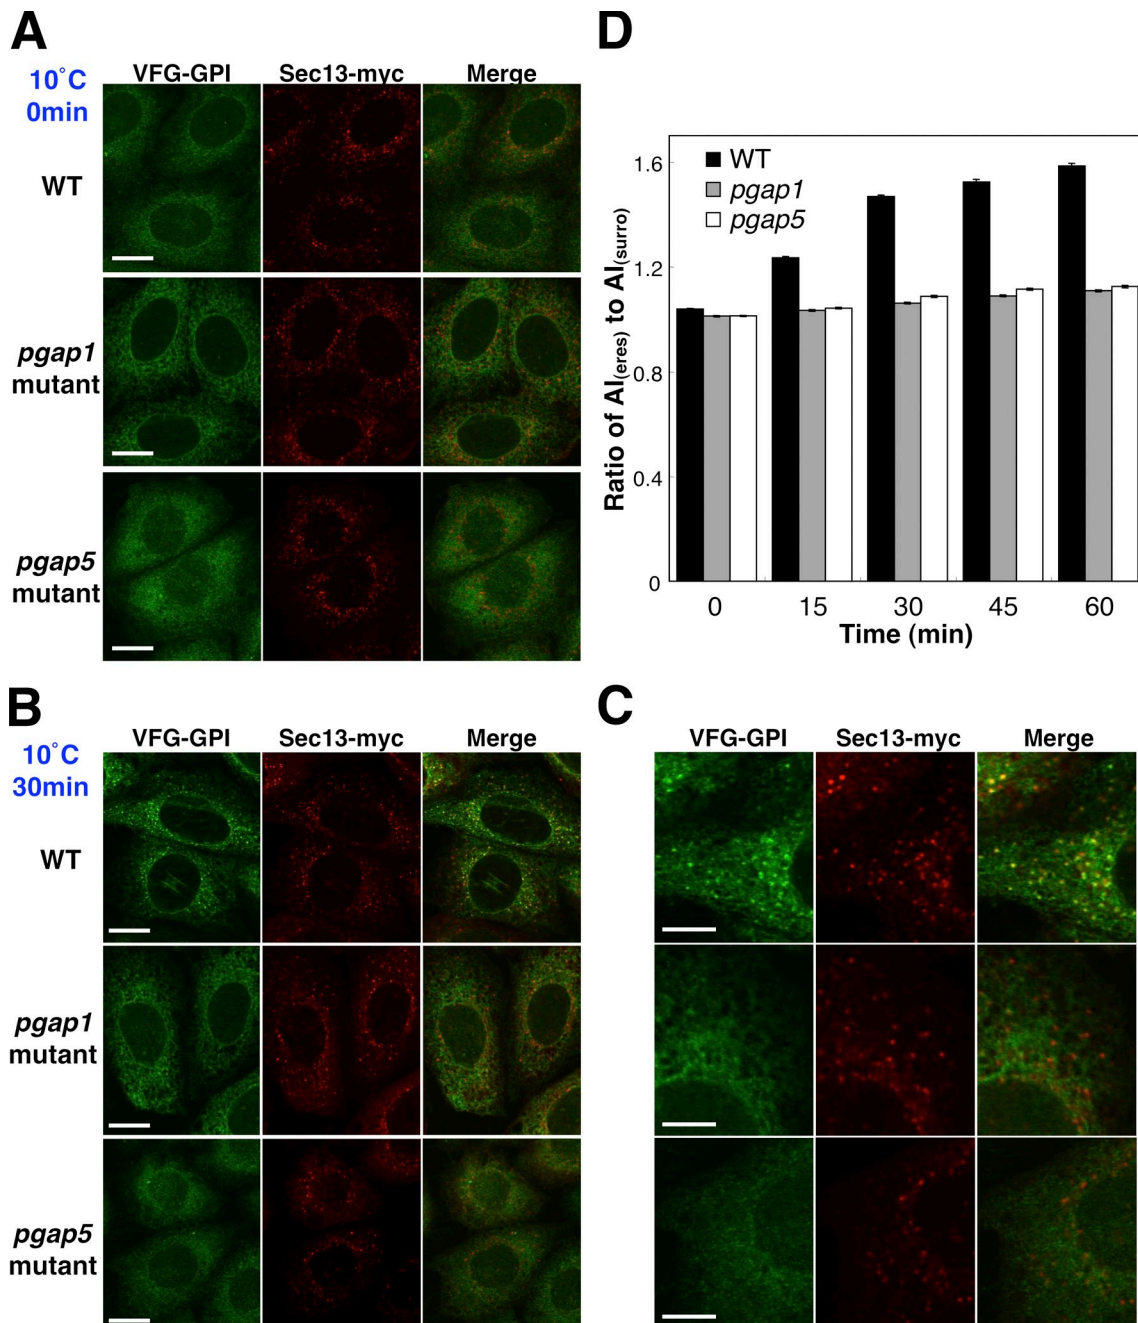 A
10°C
0min
VFG-GPI Sec13-myc Merge
WT
pgap1
mutant
pgap5
mutant
D
Ratio of AI(eres) to AI(surro)
1.6
1.2
0.8
0.4
0
WT
pgap1
pgap5
0 15 30 45 60
Time (min)
B
10°C
30min
VFG-GPI Sec13-myc Merge
WT
pgap1
mutant
pgap5
mutant
C
VFG-GPI Sec13-myc Merge